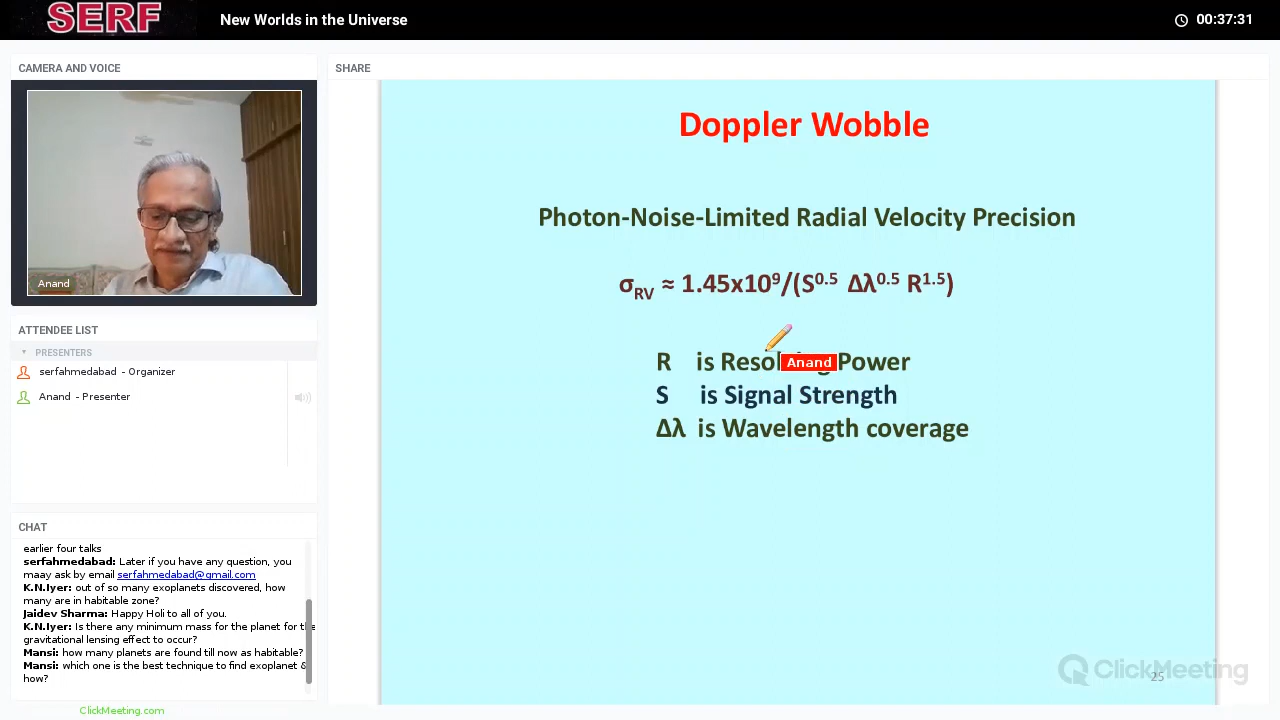 SERF
New Worlds in the Universe
00:37:31
CAMERA AND VOICE
Anand
ATTENDEE LIST
PRESENTERS
serfahmedabad - Organizer
Anand - Presenter
CHAT
earlier four talks
serfahmedabad: Later if you have any question, you
maay ask by email serfahmedabad@gmail.com
K.N.Iyer: out of so many exoplanets discovered, how
many are in habitable zone?
Jaidev Sharma: Happy Holi to all of you.
K.N.Iyer: Is there any minimum mass for the planet for the
gravitational lensing effect to occur?
Mansi: how many planets are found till now as habitable?
Mansi: which one is the best technique to find exoplanet &
how?
ClickMeeting.com
SHARE
Doppler Wobble
Photon-Noise-Limited Radial Velocity Precision
σRV ≈ 1.45x10⁹/(S⁰·⁵ Δλ⁰·⁵ R¹·⁵)
R is Resolving Power
Anand
S is Signal Strength
Δλ is Wavelength coverage
ClickMeeting
25